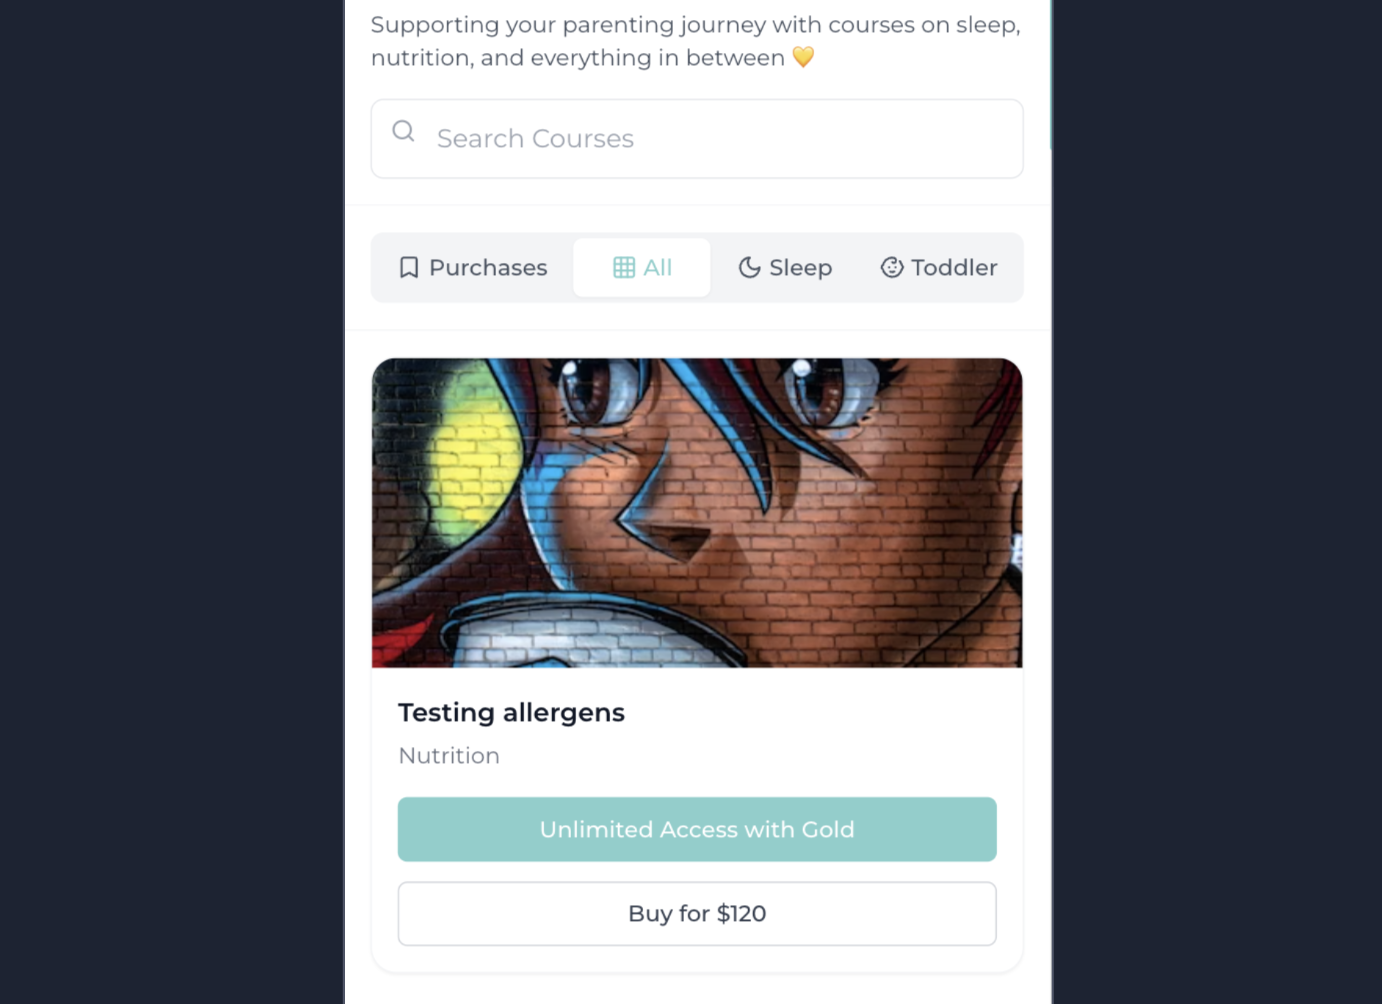 Supporting your parenting journey with courses on sleep,
nutrition, and everything in between 💛
Search Courses
Purchases
All
Sleep
Toddler
Testing allergens
Nutrition
Unlimited Access with Gold
Buy for $120